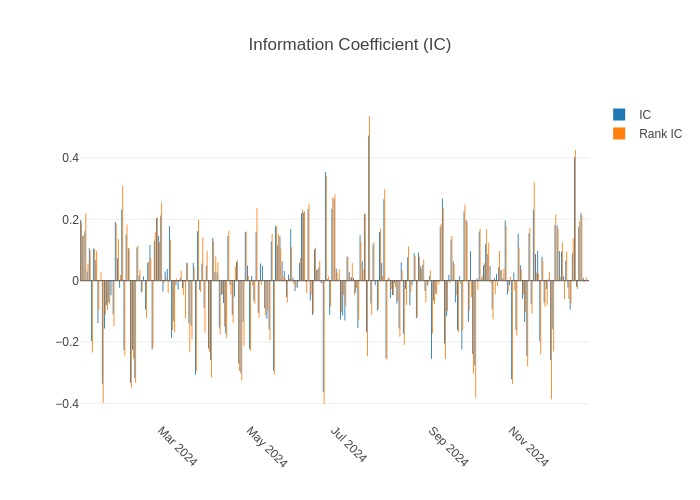 Information Coefficient (IC)
IC
Rank IC
0.4
0.2
0
−0.2
−0.4
Mar 2024
May 2024
Jul 2024
Sep 2024
Nov 2024